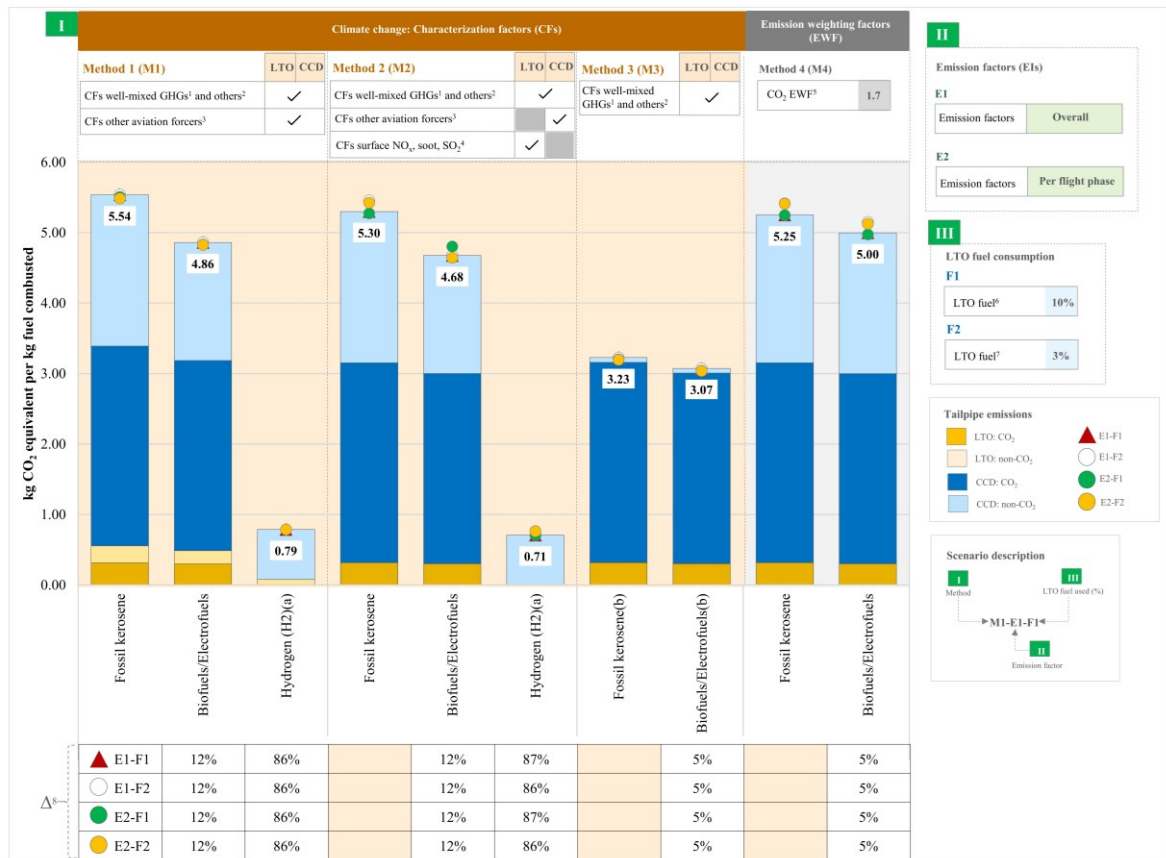 I
Climate change: Characterization factors (CFs)
Emission weighting factors
(EWF)
Method 1 (M1)
LTO CCD
CFs well-mixed GHGs¹ and others²
✓
CFs other aviation forcers³
✓
Method 2 (M2)
LTO CCD
CFs well-mixed GHGs¹ and others²
✓
CFs other aviation forcers³
✓
CFs surface NOₓ, soot, SO₂⁴
✓
Method 3 (M3)
LTO CCD
CFs well-mixed
GHGs¹ and others²
✓
Method 4 (M4)
CO₂ EWF⁵ 1.7
II
Emission factors (EIs)
E1
Emission factors Overall
E2
Emission factors Per flight phase
III
LTO fuel consumption
F1
LTO fuel⁶ 10%
F2
LTO fuel⁷ 3%
Tailpipe emissions
LTO: CO₂
LTO: non-CO₂
CCD: CO₂
CCD: non-CO₂
E1-F1
E1-F2
E2-F1
E2-F2
Scenario description
I
Method
III
LTO fuel used (%)
M1-E1-F1
II
Emission factor
kg CO₂ equivalent per kg fuel combusted
6.00
5.00
4.00
3.00
2.00
1.00
0.00
5.54
4.86
0.79
5.30
4.68
0.71
3.23
3.07
5.25
5.00
Fossil kerosene
Biofuels/Electrofuels
Hydrogen (H2)(a)
Fossil kerosene
Biofuels/Electrofuels
Hydrogen (H2)(a)
Fossil kerosene(b)
Biofuels/Electrofuels(b)
Fossil kerosene
Biofuels/Electrofuels
Δ⁸
E1-F1 12% 86% 12% 87% 5% 5%
E1-F2 12% 86% 12% 86% 5% 5%
E2-F1 12% 86% 12% 87% 5% 5%
E2-F2 12% 86% 12% 86% 5% 5%